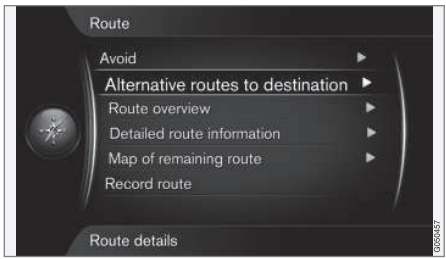 Route
Avoid
Alternative routes to destination
Route overview
Detailed route information
Map of remaining route
Record route
Route details
G050457